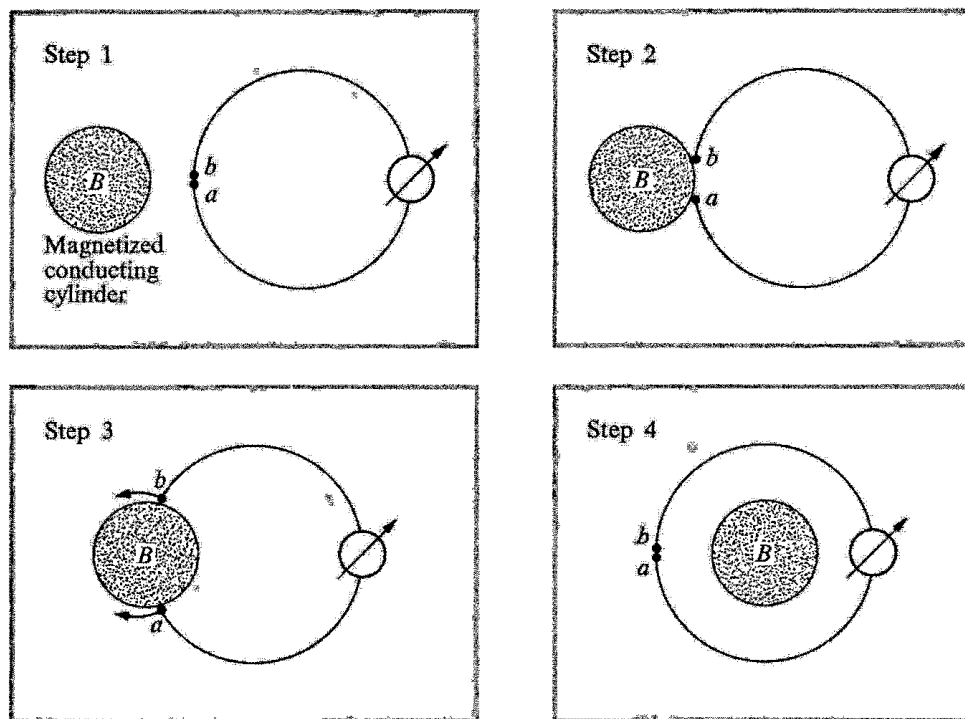 Step 1
b
a
B
Magnetized
conducting
cylinder
Step 2
b
B
a
Step 3
b
B
a
Step 4
b
a
B